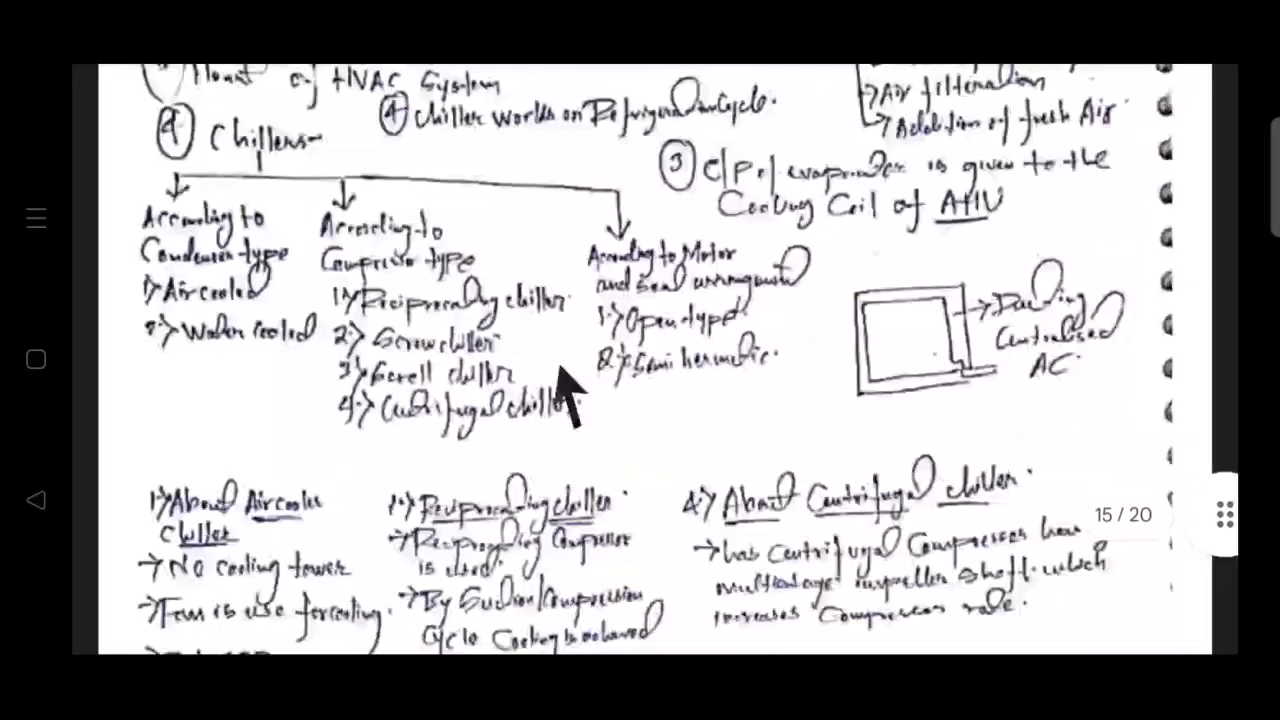 Heart of HVAC System
④ Chiller works on Refrigeration Cycle.
→ Air filteration
→ Addition of fresh Air.
Chillers
③ O/P of evaporator is given to the
Cooling Coil of AHU
According to
Condenser type
1) Air cooled
2) Water cooled
According to
Compressor type
1) Reciprocating chiller
2) Screw chiller
3) Scroll chiller
4) Centrifugal chiller
According to Motor
and seal arrangement
1) Open type
2) Semi hermetic.
→ Ducting
Centralised
AC
1) About Air cooler
Chiller
→ No cooling tower
→ Fan is use for cooling.
1) Reciprocating chiller.
→ Reciprocating Compressor
is used.
→ By Suction/Compression
Cycle Cooling is achieved
4) About Centrifugal chiller.
→ has Centrifugal Compressor have
multistage impeller shaft which
increases Compressor rate.
15 / 20